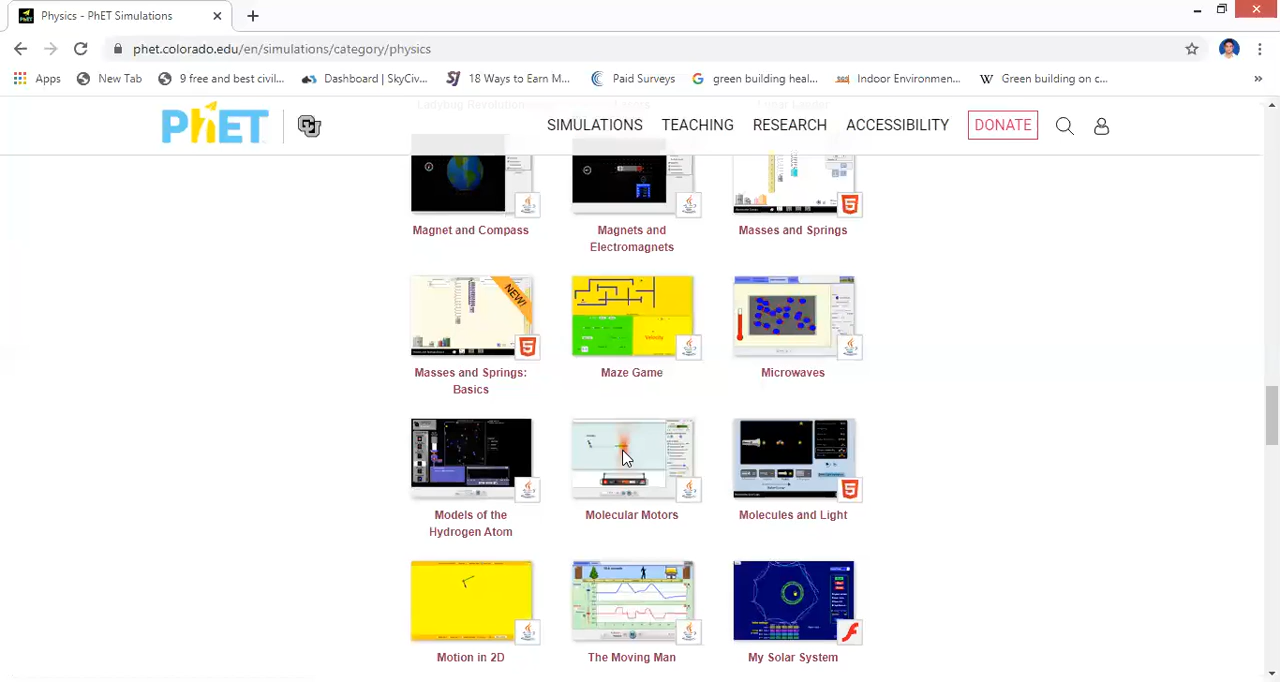 Physics - PhET Simulations
phet.colorado.edu/en/simulations/category/physics
Apps
New Tab
9 free and best civil...
Dashboard | SkyCiv...
18 Ways to Earn M...
Paid Surveys
green building heal...
Indoor Environmen...
Green building on c...
»
Ladybug Revolution
PhET
SIMULATIONS
TEACHING
RESEARCH
ACCESSIBILITY
DONATE
Magnet and Compass
Magnets and
Electromagnets
Masses and Springs
NEW!
Velocity
Masses and Springs:
Basics
Maze Game
Microwaves
Models of the
Hydrogen Atom
Molecular Motors
Molecules and Light
Motion in 2D
The Moving Man
My Solar System